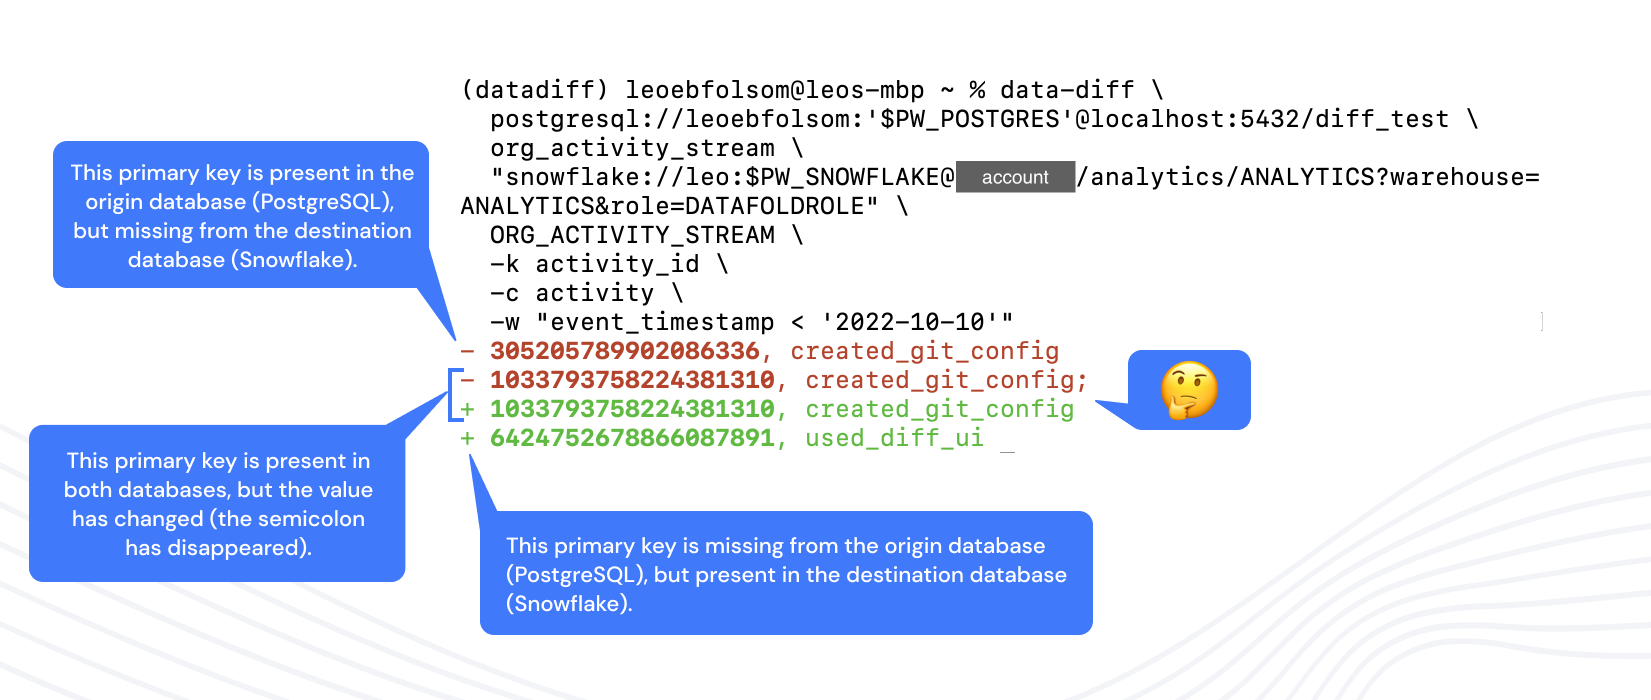 (datadiff) leoebfolsom@leos-mbp ~ % data-diff \
postgresql://leoebfolsom:'$PW_POSTGRES'@localhost:5432/diff_test \
org_activity_stream \
"snowflake://leo:$PW_SNOWFLAKE@ account /analytics/ANALYTICS?warehouse=
ANALYTICS&role=DATAFOLDROLE" \
ORG_ACTIVITY_STREAM \
-k activity_id \
-c activity \
-w "event_timestamp < '2022-10-10'"
- 305205789902086336, created_git_config
- 1033793758224381310, created_git_config;
+ 1033793758224381310, created_git_config
+ 6424752678866087891, used_diff_ui _
This primary key is present in the
origin database (PostgreSQL),
but missing from the destination
database (Snowflake).
This primary key is present in
both databases, but the value
has changed (the semicolon
has disappeared).
This primary key is missing from the origin database
(PostgreSQL), but present in the destination database
(Snowflake).